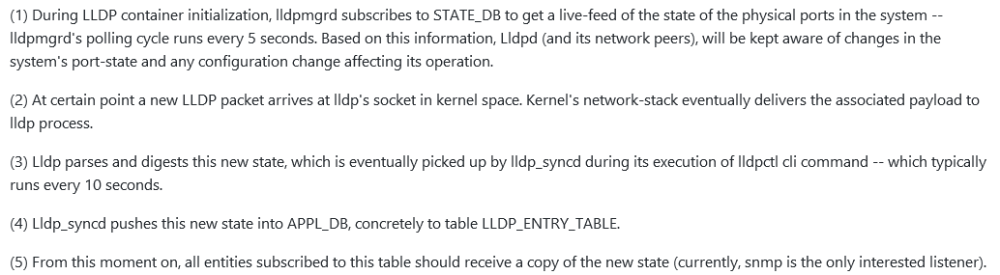 (1) During LLDP container initialization, lldpmgrd subscribes to STATE_DB to get a live-feed of the state of the physical ports in the system --
lldpmgrd's polling cycle runs every 5 seconds. Based on this information, Lldpd (and its network peers), will be kept aware of changes in the
system's port-state and any configuration change affecting its operation.
(2) At certain point a new LLDP packet arrives at lldp's socket in kernel space. Kernel's network-stack eventually delivers the associated payload to
lldp process.
(3) Lldp parses and digests this new state, which is eventually picked up by lldp_syncd during its execution of lldpctl cli command -- which typically
runs every 10 seconds.
(4) Lldp_syncd pushes this new state into APPL_DB, concretely to table LLDP_ENTRY_TABLE.
(5) From this moment on, all entities subscribed to this table should receive a copy of the new state (currently, snmp is the only interested listener).